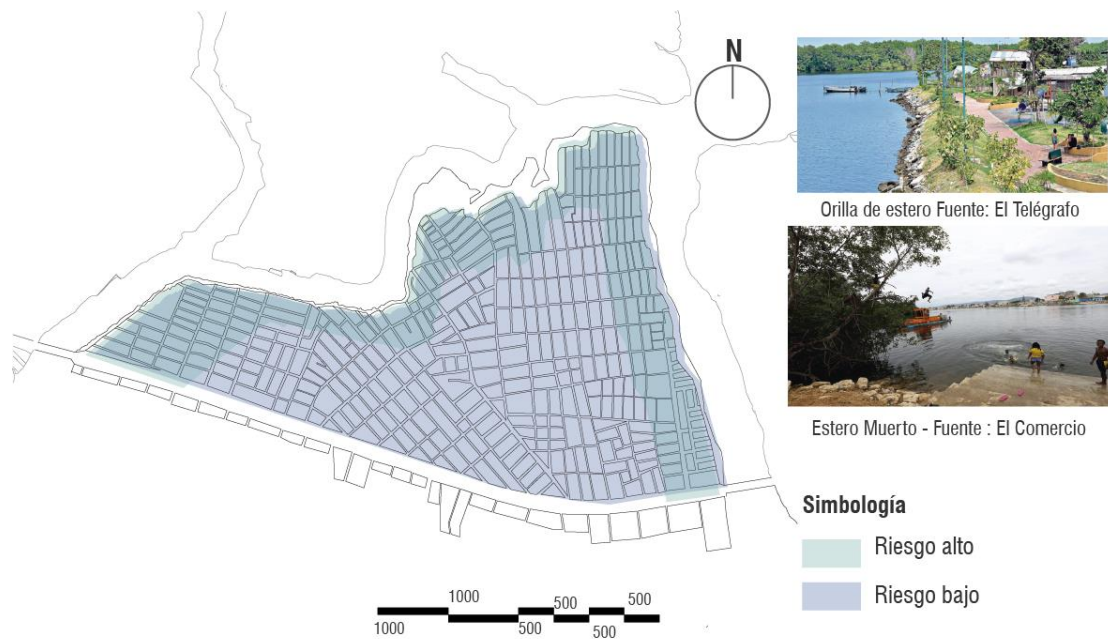 N
Orilla de estero Fuente: El Telégrafo
Estero Muerto - Fuente : El Comercio
Simbología
Riesgo alto
Riesgo bajo
1000 500 500
1000 500 500